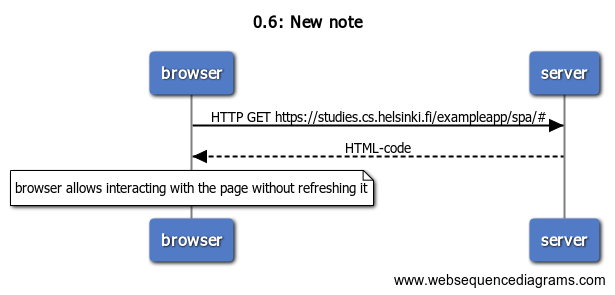 0.6: New note
browser
server
HTTP GET https://studies.cs.helsinki.fi/exampleapp/spa/#
HTML-code
browser allows interacting with the page without refreshing it
browser
server
www.websequencediagrams.com